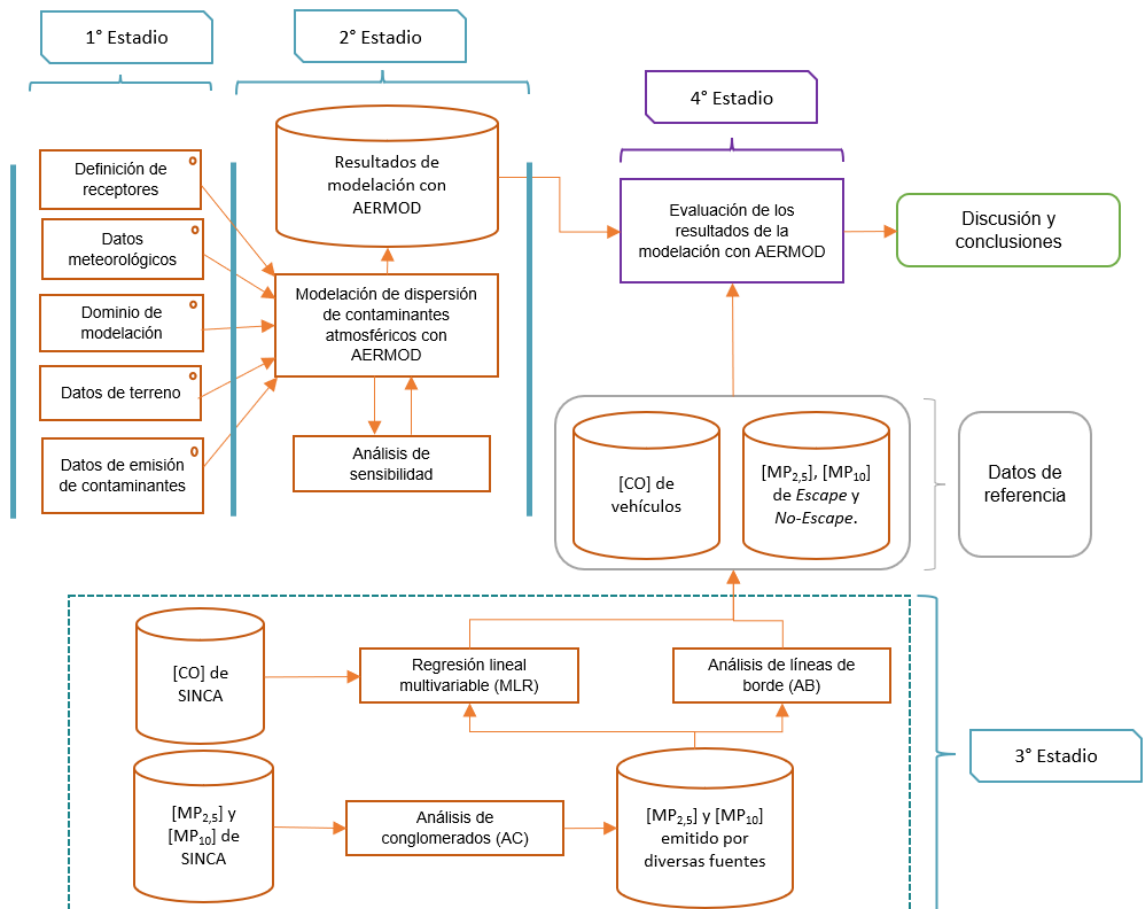 1° Estadio
2° Estadio
4° Estadio
Definición de
receptores
Datos
meteorológicos
Dominio de
modelación
Datos de terreno
Datos de emisión
de contaminantes
Resultados de
modelación con
AERMOD
Modelación de dispersión
de contaminantes
atmosféricos con
AERMOD
Análisis de
sensibilidad
Evaluación de los
resultados de la
modelación con AERMOD
Discusión y
conclusiones
[CO] de
vehículos
[MP2,5], [MP10]
de Escape y
No-Escape.
Datos de
referencia
[CO] de
SINCA
Regresión lineal
multivariable (MLR)
Análisis de líneas de
borde (AB)
3° Estadio
[MP2,5] y
[MP10] de
SINCA
Análisis de
conglomerados (AC)
[MP2,5] y [MP10]
emitido por
diversas fuentes